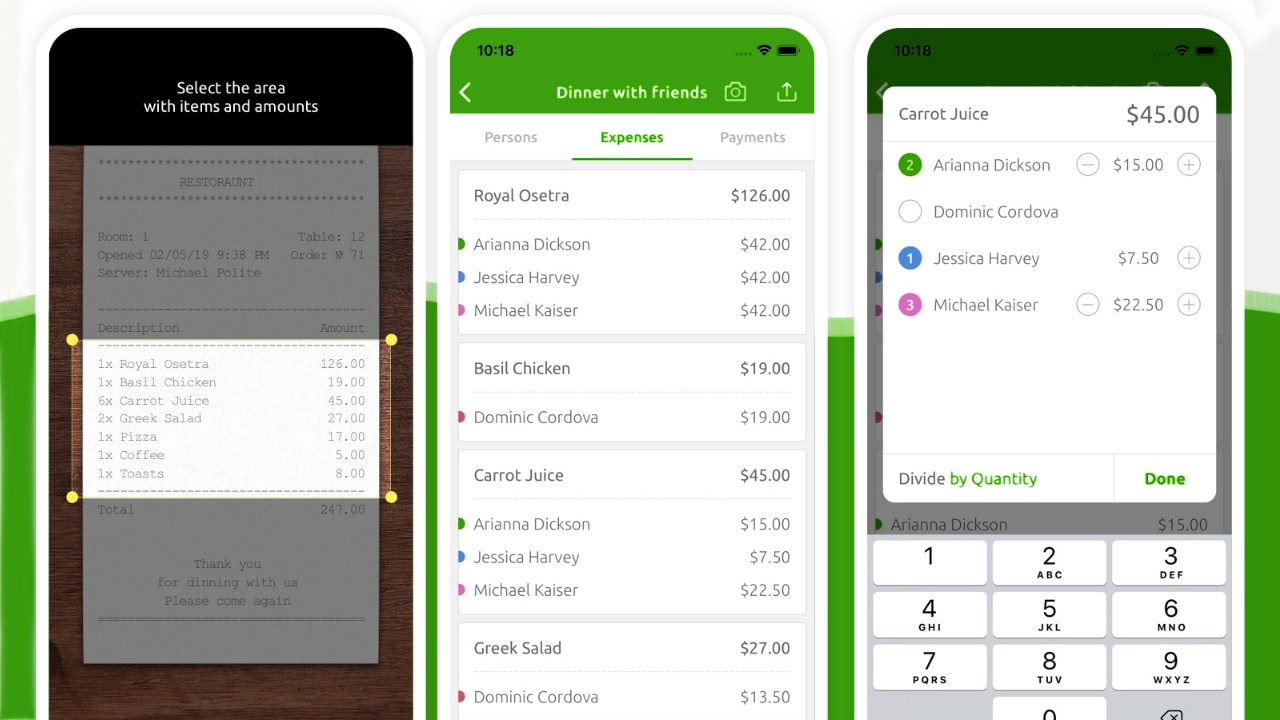 Select the area
with items and amounts
******************************
RESTORAUNT
******************************
Room: 1 Table: 12
Opened 02/05/19 9:38 PM Order № 71
Server: Michael Polite
Description Amount
1x Royal Osetra 126.00
1x Basil Chicken 19.00
6x Carrot Juice 45.00
2x Greek Salad 27.00
1x Pizza 17.00
1x Coffee 5.00
1x Toasts 8.00
Total 247.00
Thank you
for dinning with us
Please come again
10:18
Dinner with friends
Persons Expenses Payments
Royal Osetra $126.00
Arianna Dickson $42.00
Jessica Harvey $42.00
Michael Kaiser $42.00
Basil Chicken $19.00
Dominic Cordova $19.00
Carrot Juice $45.00
Arianna Dickson $15.00
Jessica Harvey $7.50
Michael Kaiser $22.50
Greek Salad $27.00
Dominic Cordova $13.50
10:18
Carrot Juice $45.00
2 Arianna Dickson $15.00
Dominic Cordova
1 Jessica Harvey $7.50
3 Michael Kaiser $22.50
Divide by Quantity Done
Arianna Dickson $15.00
1 2 3
ABC DEF
4 5 6
GHI JKL MNO
7 8 9
PQRS TUV WXYZ
0